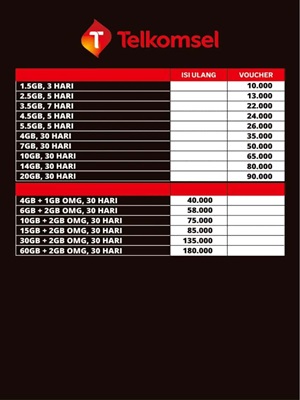 Telkomsel
ISI ULANG VOUCHER
1.5GB, 3 HARI 10.000
2.5GB, 5 HARI 13.000
3.5GB, 7 HARI 22.000
4.5GB, 5 HARI 24.000
5.5GB, 5 HARI 26.000
4GB, 30 HARI 35.000
7GB, 30 HARI 50.000
10GB, 30 HARI 65.000
14GB, 30 HARI 80.000
20GB, 30 HARI 90.000
4GB + 1GB OMG, 30 HARI 40.000
6GB + 2GB OMG, 30 HARI 58.000
10GB + 2GB OMG, 30 HARI 75.000
15GB + 2GB OMG, 30 HARI 85.000
30GB + 2GB OMG, 30 HARI 135.000
60GB + 2GB OMG, 30 HARI 180.000